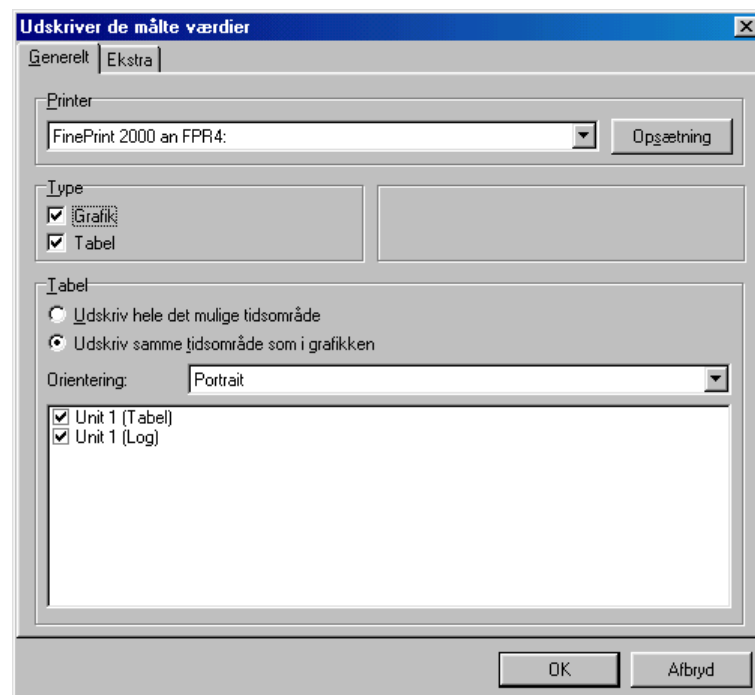 Udskriver de målte værdier
Generelt Ekstra
Printer
FinePrint 2000 an FPR4: Opsætning
Type
Grafik
Tabel
Tabel
Udskriv hele det mulige tidsområde
Udskriv samme tidsområde som i grafikken
Orientering: Portrait
Unit 1 (Tabel)
Unit 1 (Log)
OK Afbryd